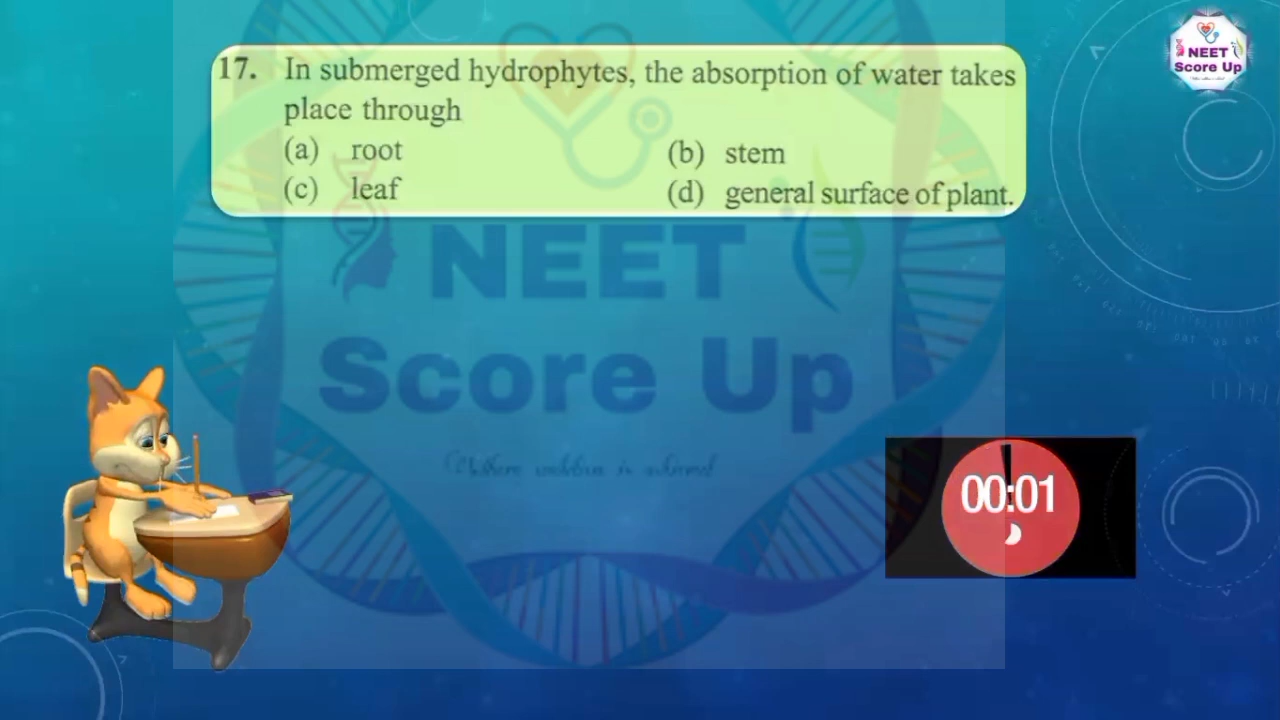 NEET
Score Up
17. In submerged hydrophytes, the absorption of water takes
place through
(a) root (b) stem
(c) leaf (d) general surface of plant.
NEET
Score Up
00:01